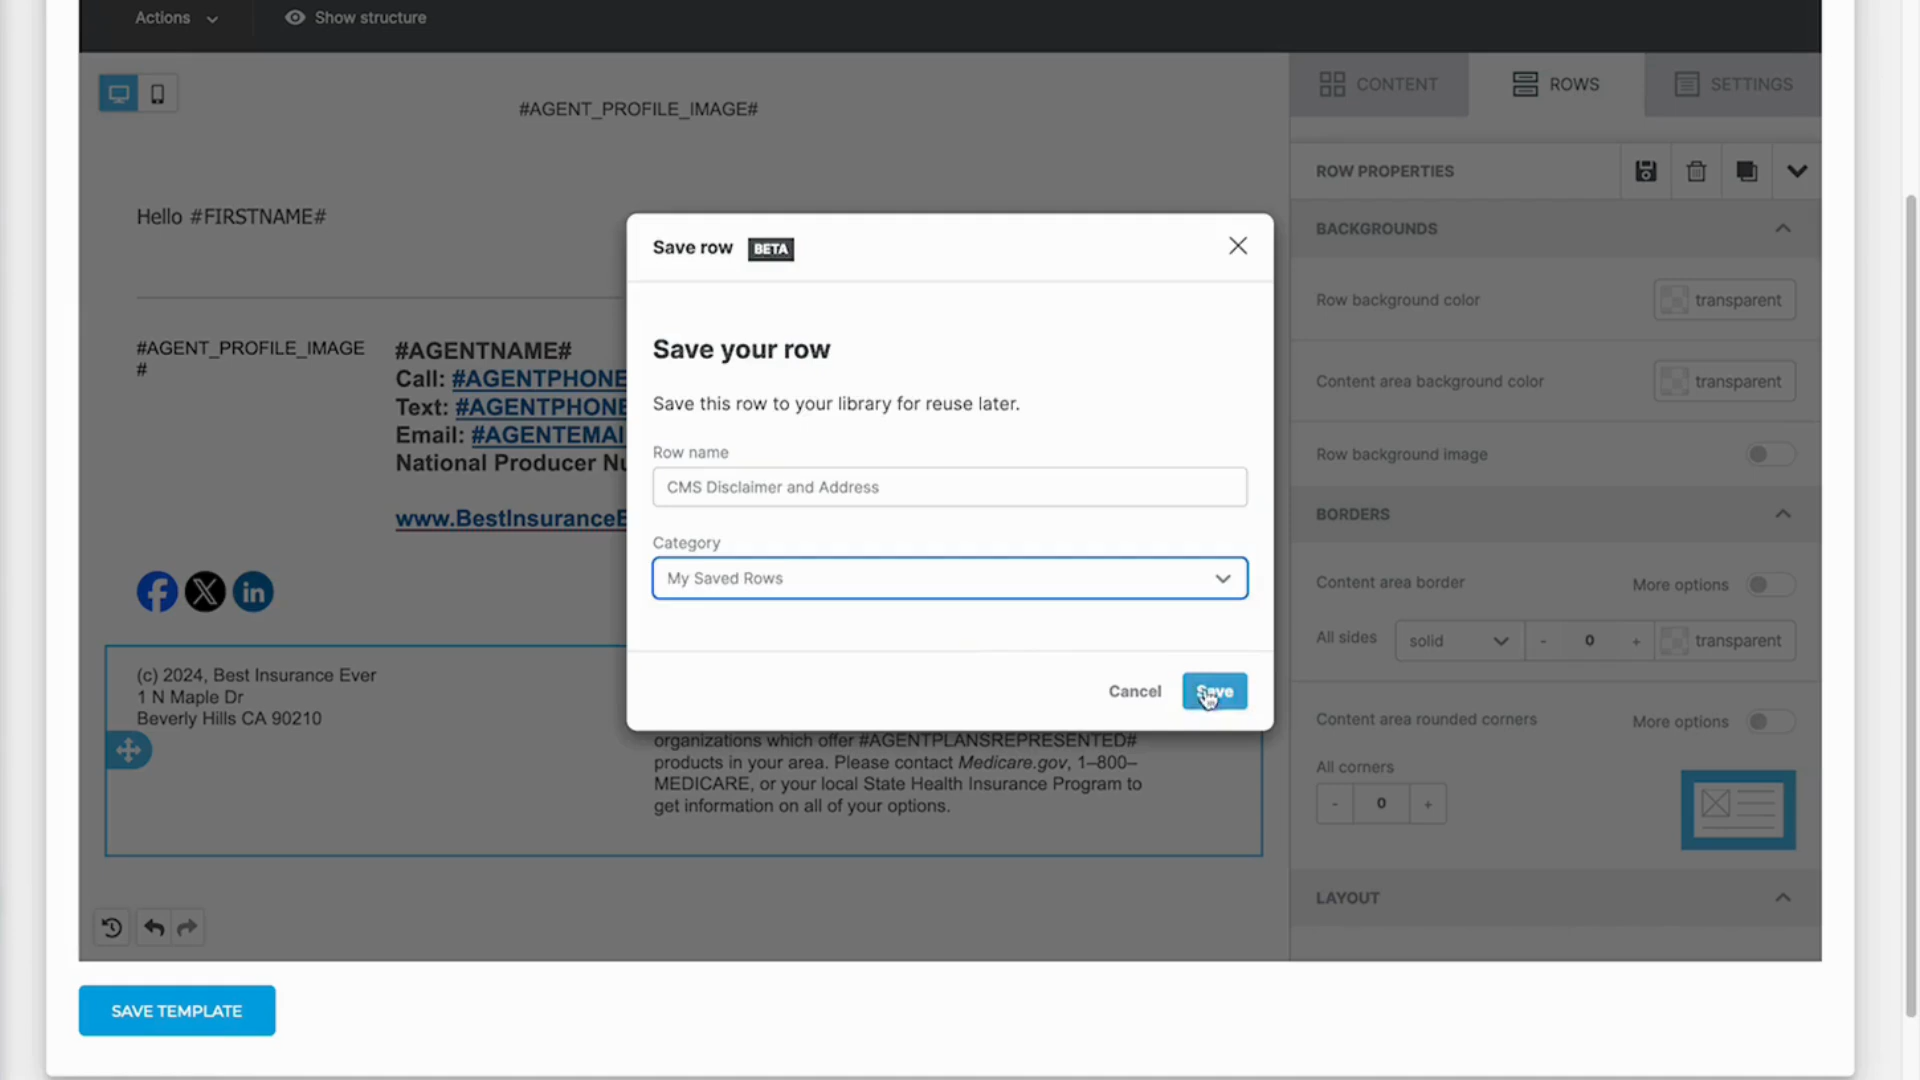 Actions
Show structure
CONTENT
ROWS
SETTINGS
#AGENT_PROFILE_IMAGE#
ROW PROPERTIES
Hello #FIRSTNAME#
BACKGROUNDS
Save row BETA
Row background color
transparent
#AGENT_PROFILE_IMAGE
#
#AGENTNAME#
Call: #AGENTPHONE
Text: #AGENTPHONE
Email: #AGENTEMAI
National Producer Nu
www.BestInsuranceE
Save your row
Save this row to your library for reuse later.
Row name
CMS Disclaimer and Address
Category
My Saved Rows
Cancel
Save
Content area background color
transparent
Row background image
BORDERS
Content area border
More options
All sides
solid
- 0 +
transparent
Content area rounded corners
More options
All corners
- 0 +
LAYOUT
in
(c) 2024, Best Insurance Ever
1 N Maple Dr
Beverly Hills CA 90210
organizations which offer #AGENTPLANSREPRESENTED#
products in your area. Please contact Medicare.gov, 1–800–
MEDICARE, or your local State Health Insurance Program to
get information on all of your options.
SAVE TEMPLATE